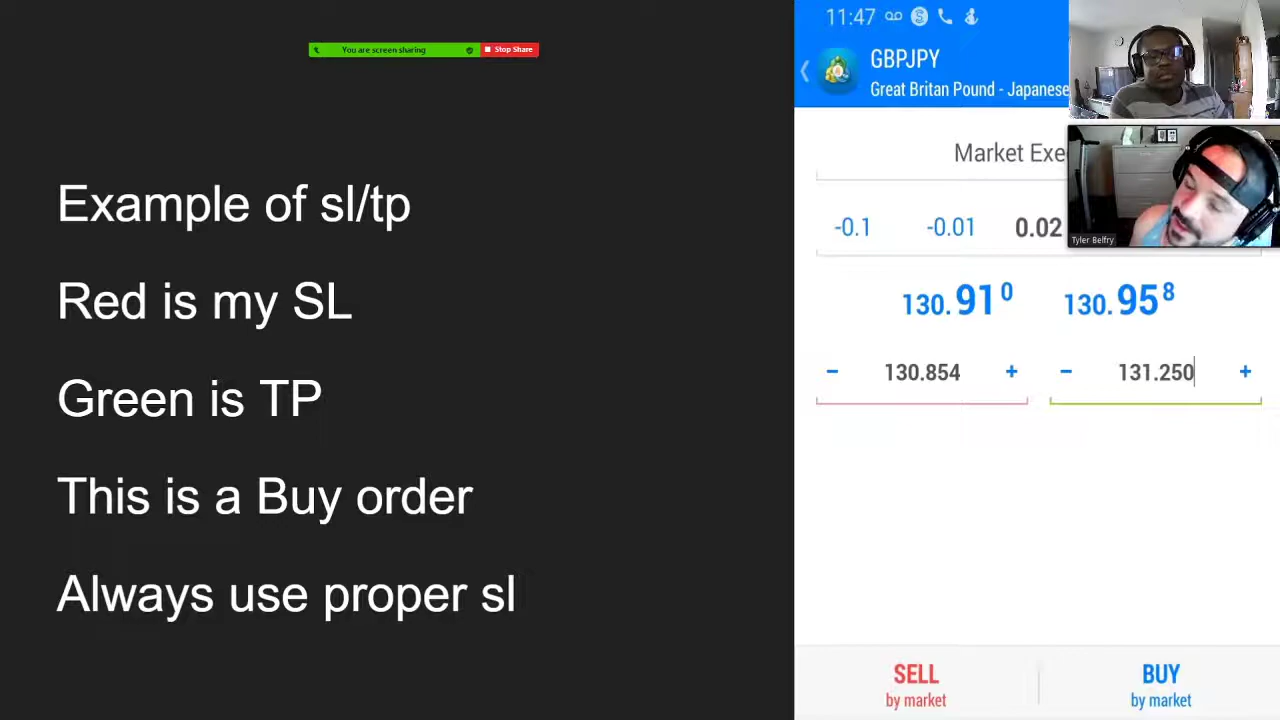 You are screen sharing
Stop Share
Example of sl/tp
Red is my SL
Green is TP
This is a Buy order
Always use proper sl
11:47
GBPJPY
Great Britan Pound - Japanese
Market Exe
-0.1 -0.01 0.02
130.910 130.958
- 130.854 + - 131.250 +
SELL
by market
BUY
by market
Tyler Belfry